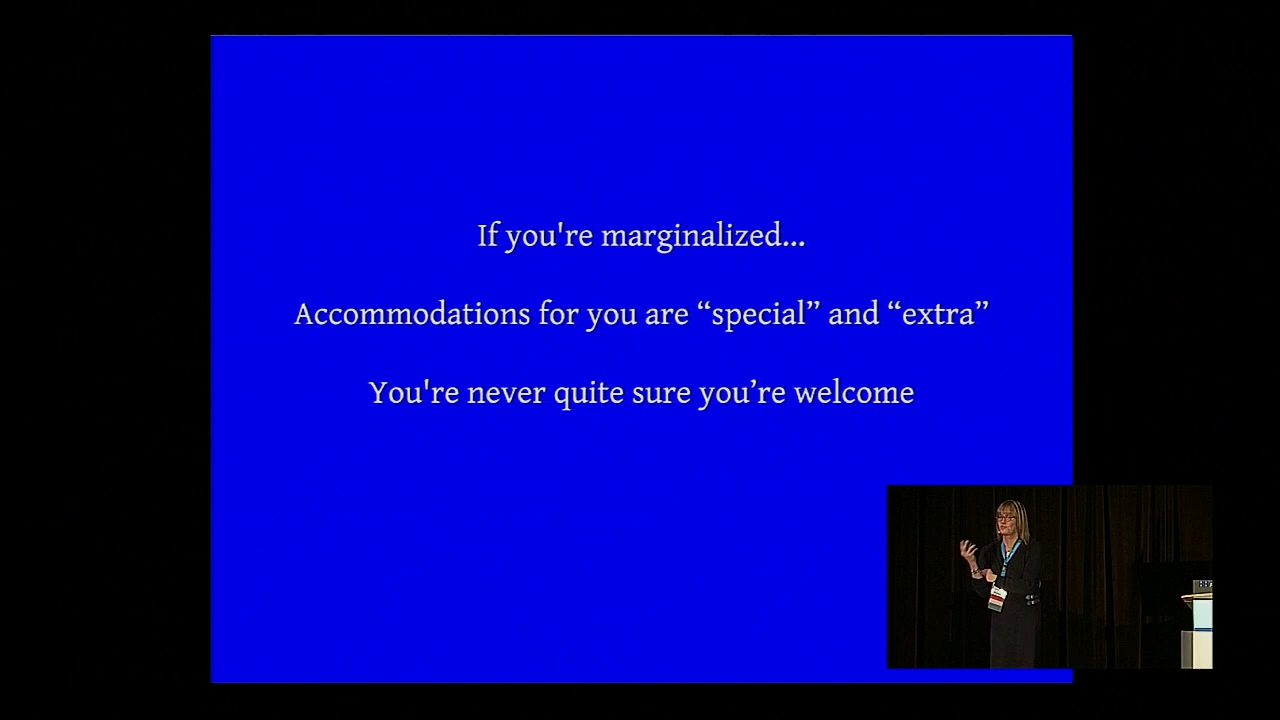 If you're marginalized...
Accommodations for you are “special” and “extra”
You're never quite sure you’re welcome